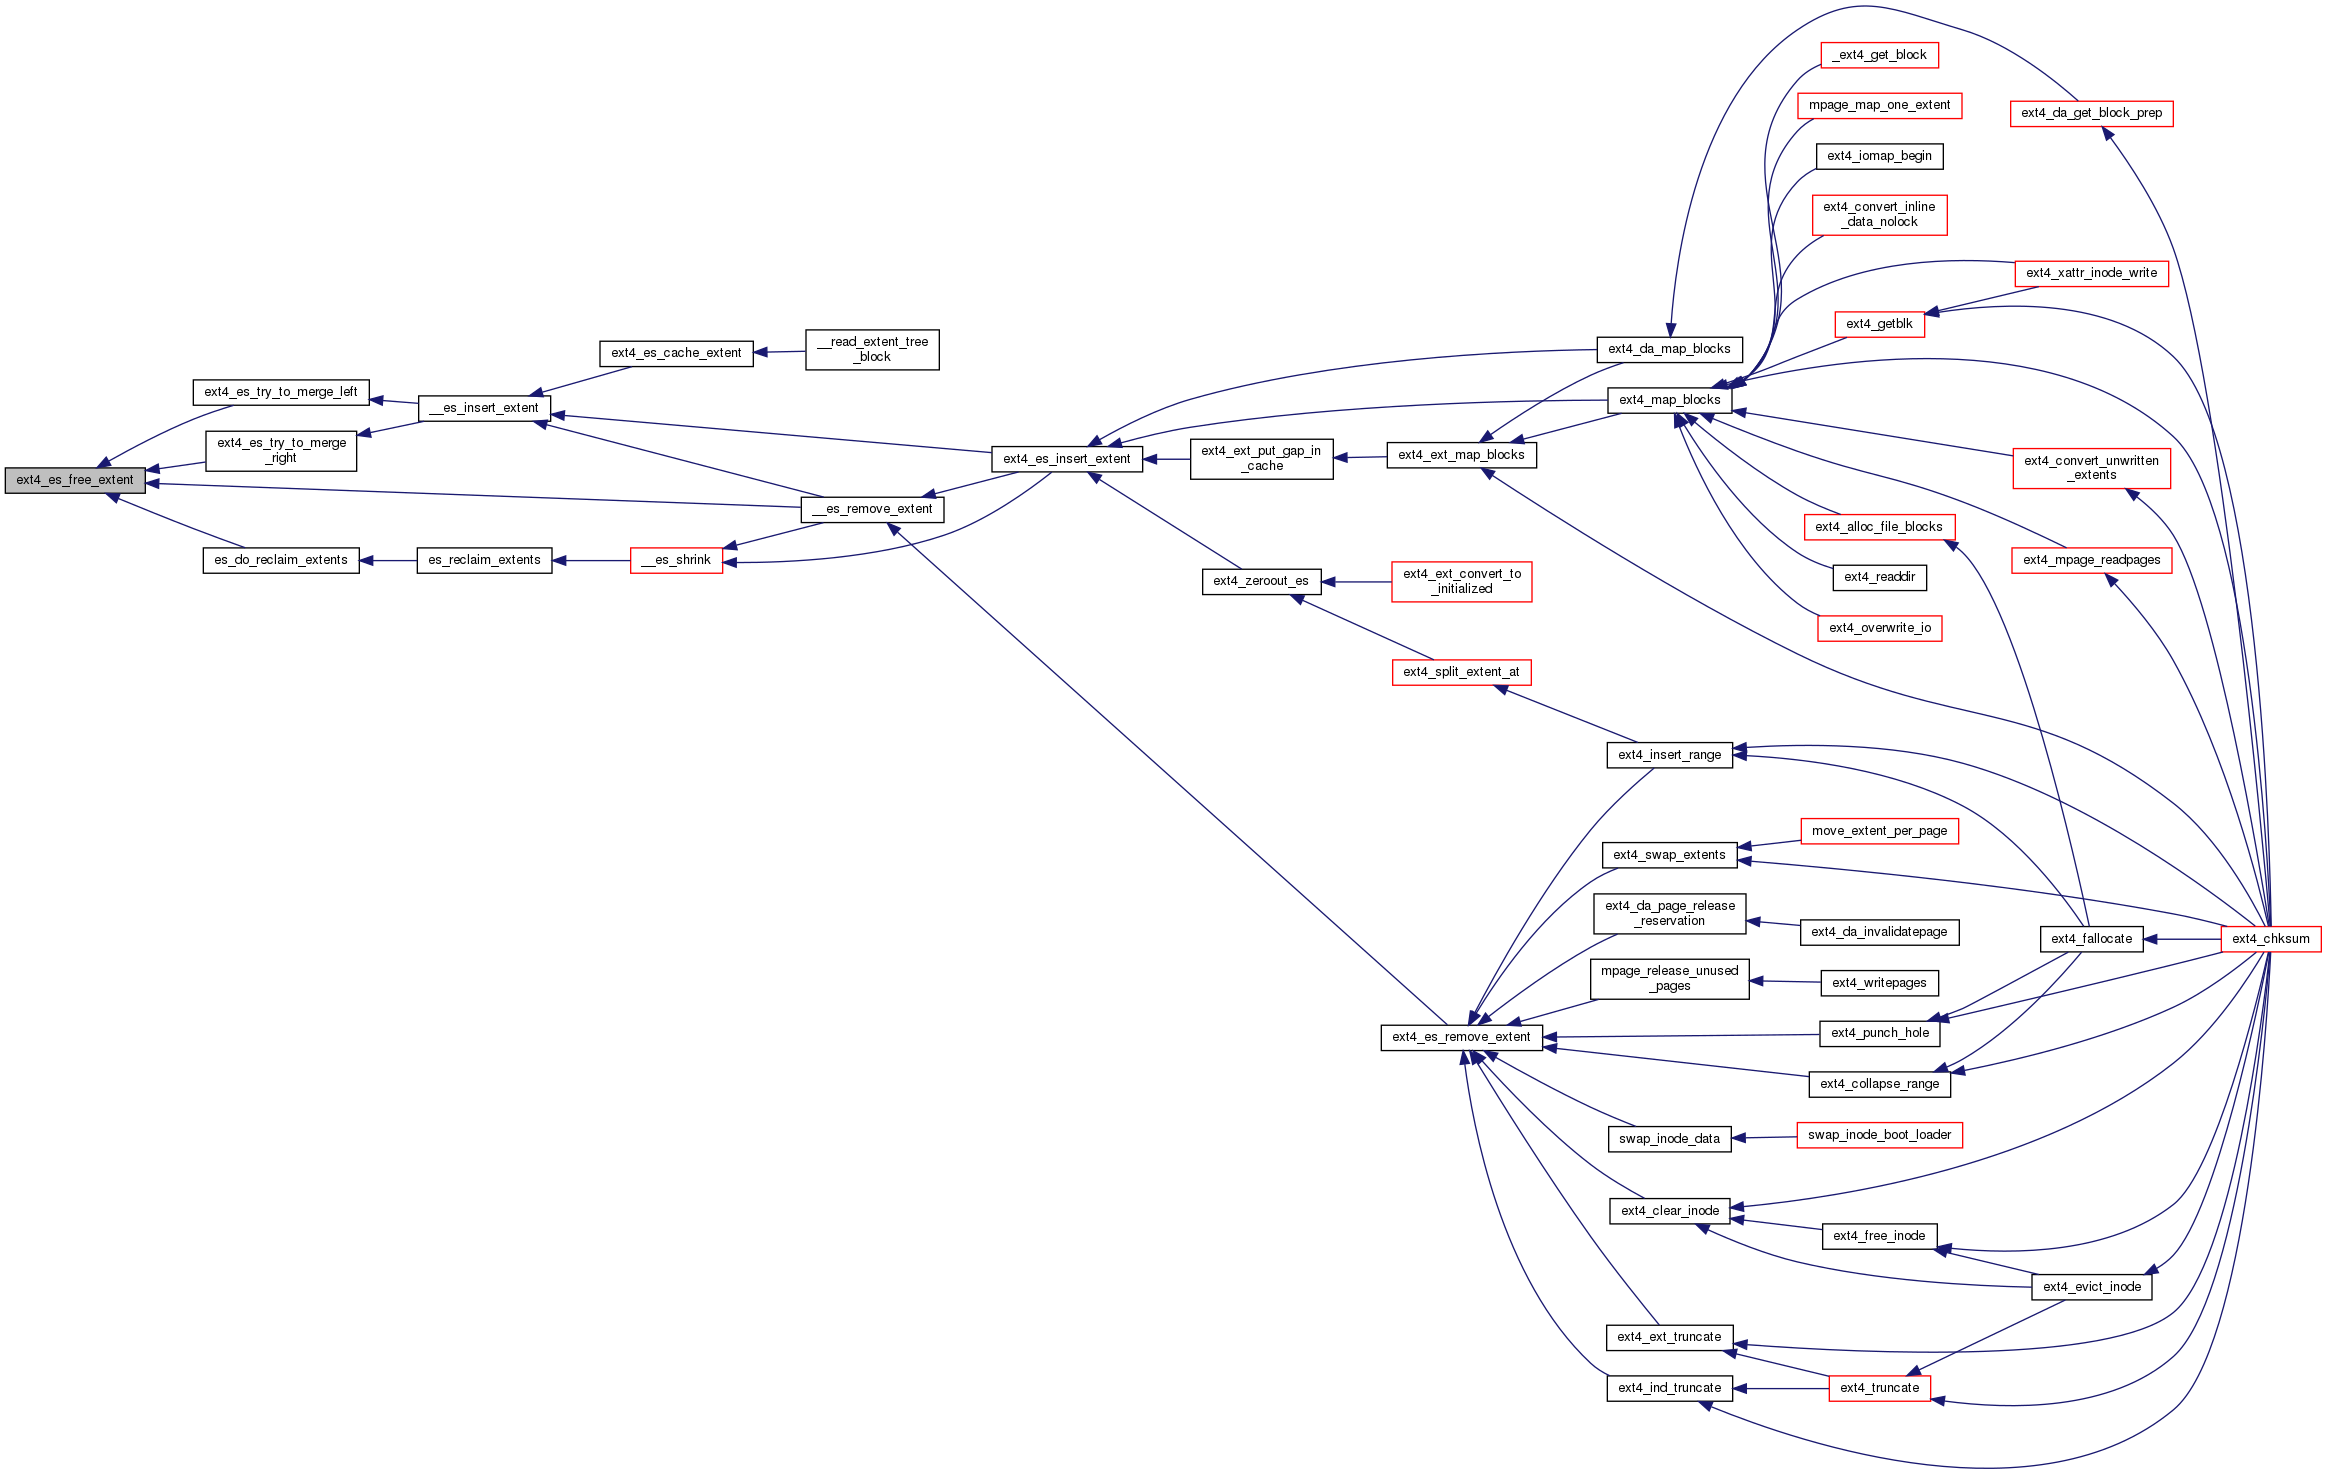 ext4_es_free_extent
ext4_es_try_to_merge_left
ext4_es_try_to_merge
_right
es_do_reclaim_extents
__es_insert_extent
es_reclaim_extents
ext4_es_cache_extent
__es_shrink
__read_extent_tree
_block
__es_remove_extent
ext4_es_insert_extent
ext4_ext_put_gap_in
_cache
ext4_zeroout_es
ext4_ext_map_blocks
ext4_ext_convert_to
_initialized
ext4_split_extent_at
ext4_es_remove_extent
ext4_da_map_blocks
ext4_map_blocks
ext4_insert_range
ext4_swap_extents
ext4_da_page_release
_reservation
mpage_release_unused
_pages
swap_inode_data
ext4_clear_inode
ext4_ext_truncate
ext4_ind_truncate
_ext4_get_block
mpage_map_one_extent
ext4_iomap_begin
ext4_convert_inline
_data_nolock
ext4_getblk
ext4_alloc_file_blocks
ext4_readdir
ext4_overwrite_io
move_extent_per_page
ext4_da_invalidatepage
ext4_writepages
ext4_punch_hole
ext4_collapse_range
swap_inode_boot_loader
ext4_free_inode
ext4_truncate
ext4_da_get_block_prep
ext4_xattr_inode_write
ext4_convert_unwritten
_extents
ext4_mpage_readpages
ext4_fallocate
ext4_evict_inode
ext4_chksum